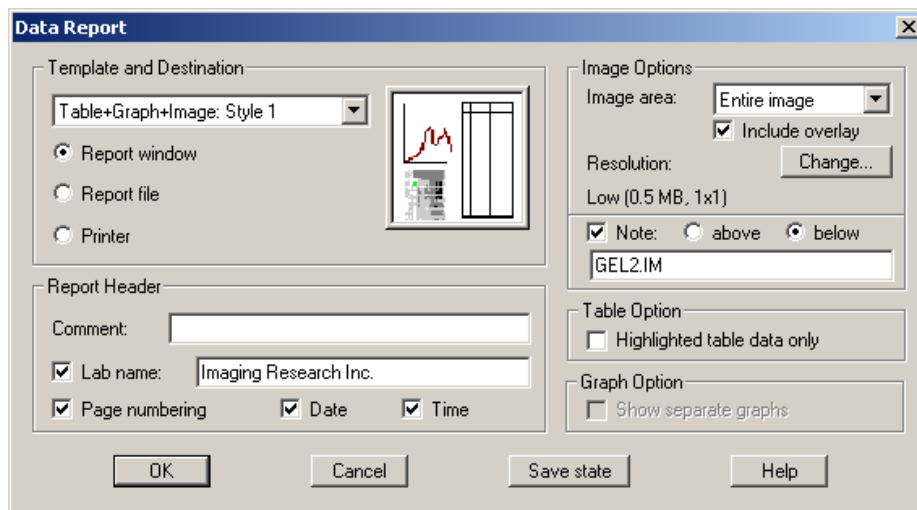 Data Report
Template and Destination
Table+Graph+Image: Style 1
Report window
Report file
Printer
Report Header
Comment:
Lab name: Imaging Research Inc.
Page numbering Date Time
Image Options
Image area: Entire image
Include overlay
Resolution: Change...
Low (0.5 MB, 1x1)
Note: above below
GEL2.IM
Table Option
Highlighted table data only
Graph Option
Show separate graphs
OK Cancel Save state Help